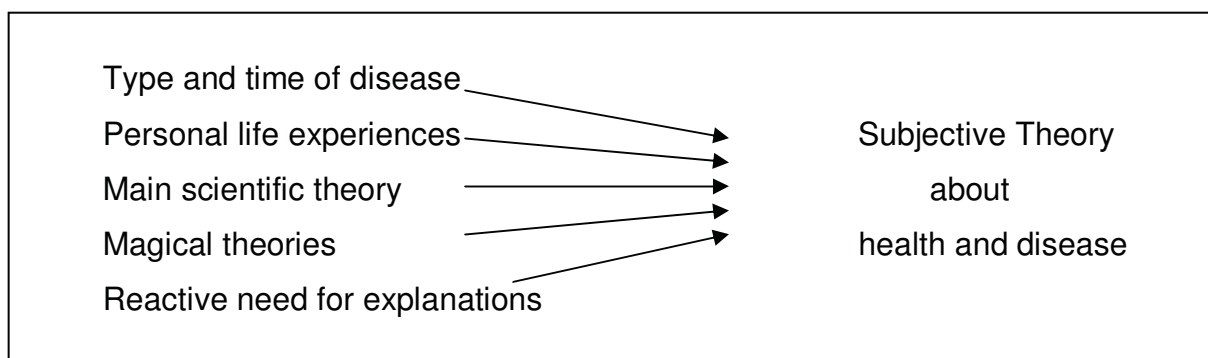 Type and time of disease
Personal life experiences
Main scientific theory
Magical theories
Reactive need for explanations
Subjective Theory
about
health and disease